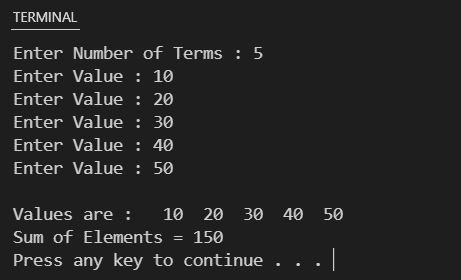 TERMINAL
Enter Number of Terms : 5
Enter Value : 10
Enter Value : 20
Enter Value : 30
Enter Value : 40
Enter Value : 50
Values are :   10  20  30  40  50
Sum of Elements = 150
Press any key to continue . . .